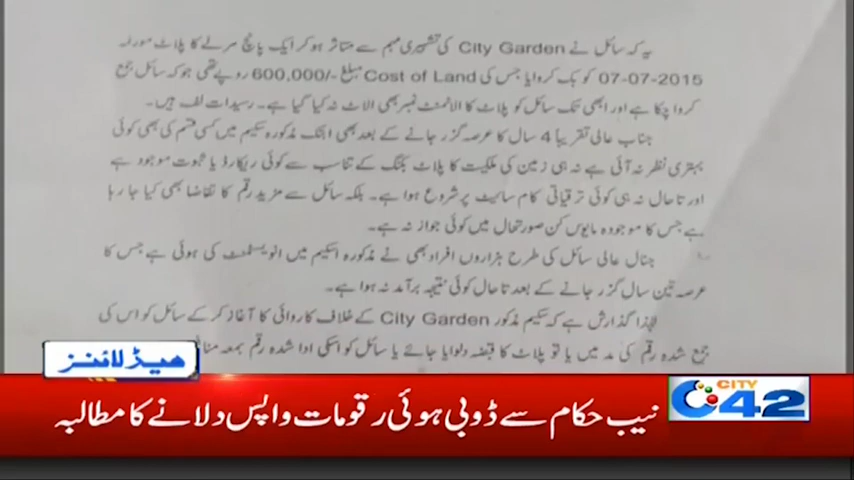 یہ کہ سائل نے City Garden کی تشہیری مہم سے متاثر ہو کر ایک پانچ مرلے کا پلاٹ مورخہ
07-07-2015 کو بک کروایا جس کی Cost of Land مبلغ -/600,000 روپے تھی جو کہ سائل جمع
کروا چکا ہے اور ابھی تک سائل کو پلاٹ کا الاٹمنٹ نمبر بھی الاٹ نہ کیا گیا ہے۔ رسیدات لف ہیں۔
جناب عالی تقریباً 4 سال کا عرصہ گزر جانے کے بعد بھی ابتک مذکورہ سکیم میں کسی قسم کی بھی کوئی
بہتری نظر نہ آئی ہے نہ ہی زمین کی ملکیت کا پلاٹ بکنگ کے تناسب سے کوئی ریکارڈ یا ثبوت موجود ہے
اور تا حال نہ ہی کوئی ترقیاتی کام سائیٹ پر شروع ہوا ہے۔ بلکہ سائل سے مزید رقم کا تقاضا بھی کیا جا رہا
ہے جس کا موجودہ مایوس کن صورتحال میں کوئی جواز نہ ہے۔
جنال عالی سائل کی طرح ہزاروں افراد بھی نے مذکورہ اسکیم میں انویسٹمنٹ کی ہوئی ہے جس کا
عرصہ تین سال گزر جانے کے بعد تا حال کوئی نتیجہ برآمد نہ ہوا ہے۔
لہٰذا گذارش ہے کہ سکیم مذکور City Garden کے خلاف کاروائی کا آغاز کر کے سائل کو اس کی
جمع شدہ رقم کی مد میں یا تو پلاٹ کا قبضہ دلوایا جائے یا سائل کو اسکی ادا شدہ رقم بمعہ
ھیڈلائنز
نیب حکام سے ڈوبی ہوئی رقومات واپس دلانے کا مطالبہ
CITY
42